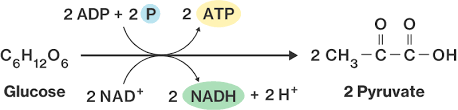 2 ADP + 2 P 2 ATP
O O
C₆H₁₂O₆ 2 CH₃ — C — C — OH
Glucose 2 NAD⁺ 2 NADH + 2 H⁺ 2 Pyruvate